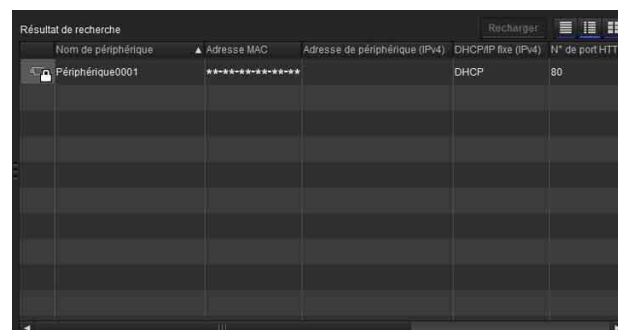 Résultat de recherche
Recharger
Nom de périphérique ▲ Adresse MAC Adresse de périphérique (IPv4) DHCP/IP fixe (IPv4) N° de port HTT
Périphérique0001 **-**-**-**-**-** DHCP 80